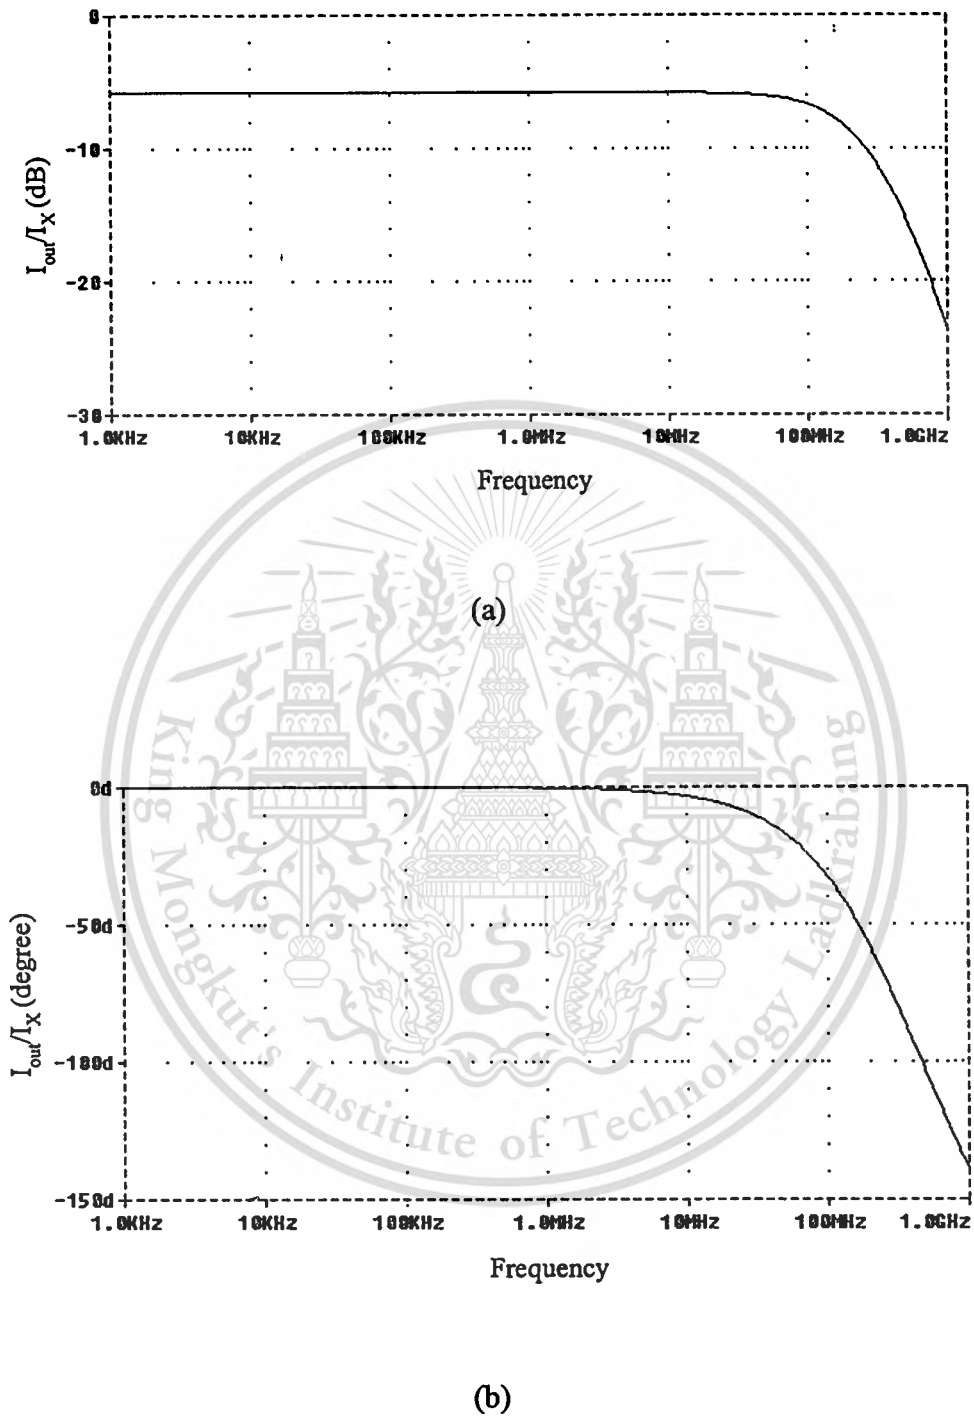 0
-10
-20
-30
I_out/I_X (dB)
1.0KHz 10KHz 100KHz 1.0MHz 10MHz 100MHz 1.0GHz
Frequency
(a)
King Mongkut's Institute of Technology Ladkrabang
0d
-50d
-100d
-150d
I_out/I_X (degree)
1.0KHz 10KHz 100KHz 1.0MHz 10MHz 100MHz 1.0GHz
Frequency
(b)